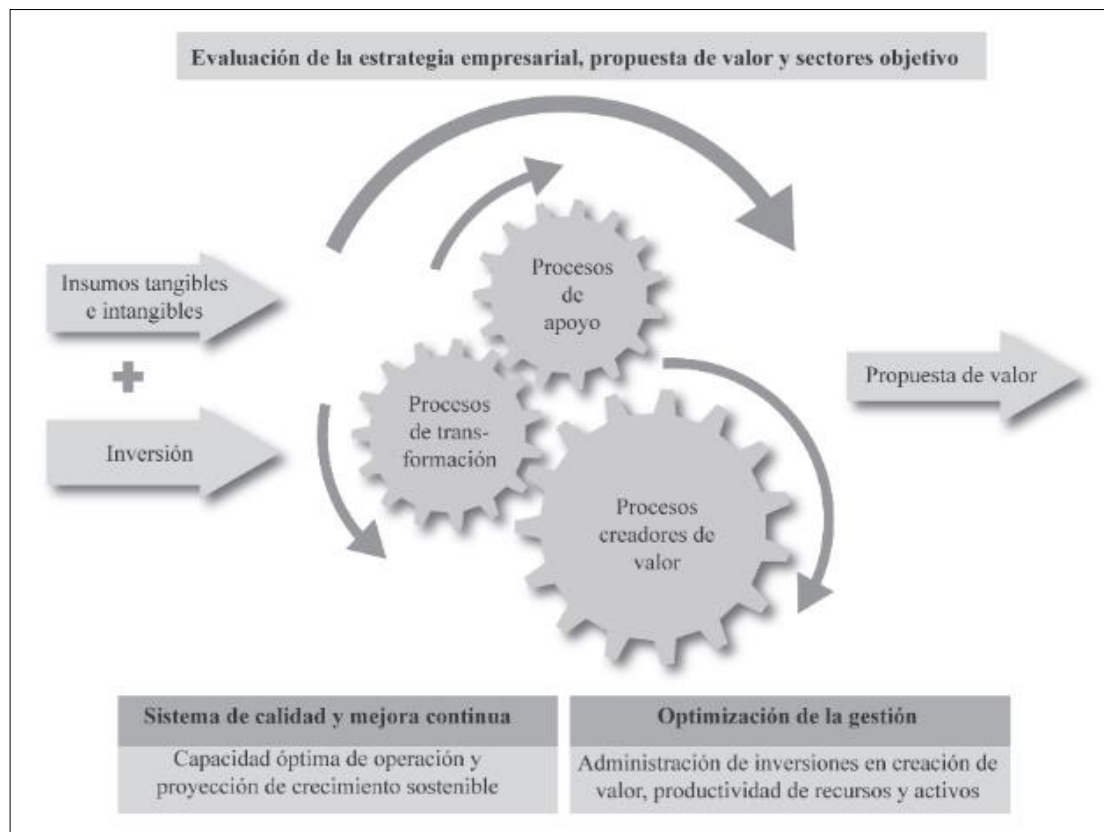 Evaluación de la estrategia empresarial, propuesta de valor y sectores objetivo
Insumos tangibles
e intangibles
+
Inversión
Procesos
de
apoyo
Procesos
de trans-
formación
Procesos
creadores de
valor
Propuesta de valor
Sistema de calidad y mejora continua
Capacidad óptima de operación y
proyección de crecimiento sostenible
Optimización de la gestión
Administración de inversiones en creación de
valor, productividad de recursos y activos